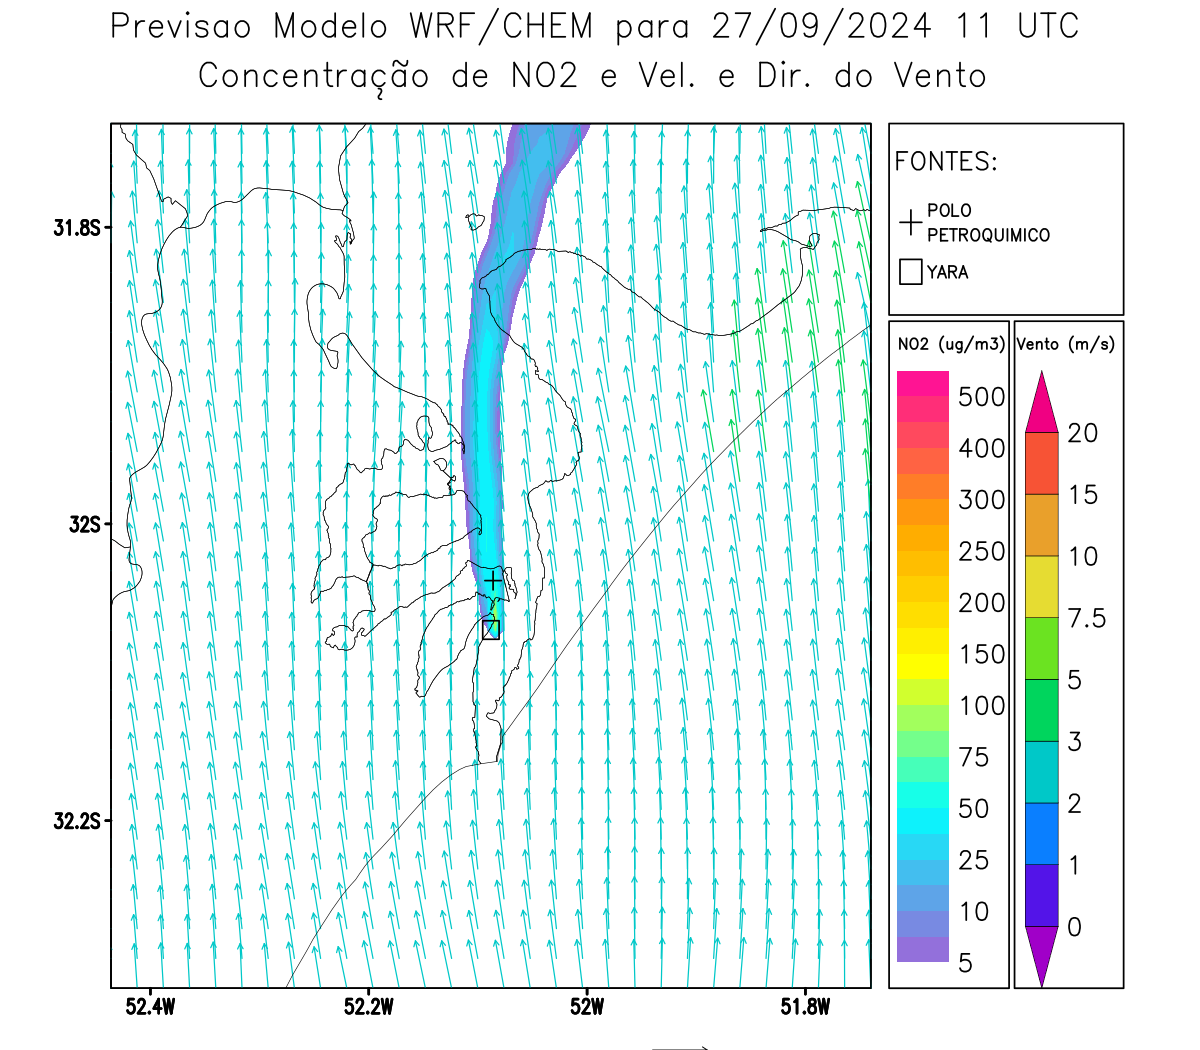 Previsao Modelo WRF/CHEM para 27/09/2024 11 UTC
Concentração de NO2 e Vel. e Dir. do Vento
FONTES:
POLO
PETROQUIMICO
YARA
31.8S
32S
32.2S
52.4W
52.2W
52W
51.8W
NO2 (ug/m3)
500
400
300
250
200
150
100
75
50
25
10
5
Vento (m/s)
20
15
10
7.5
5
3
2
1
0